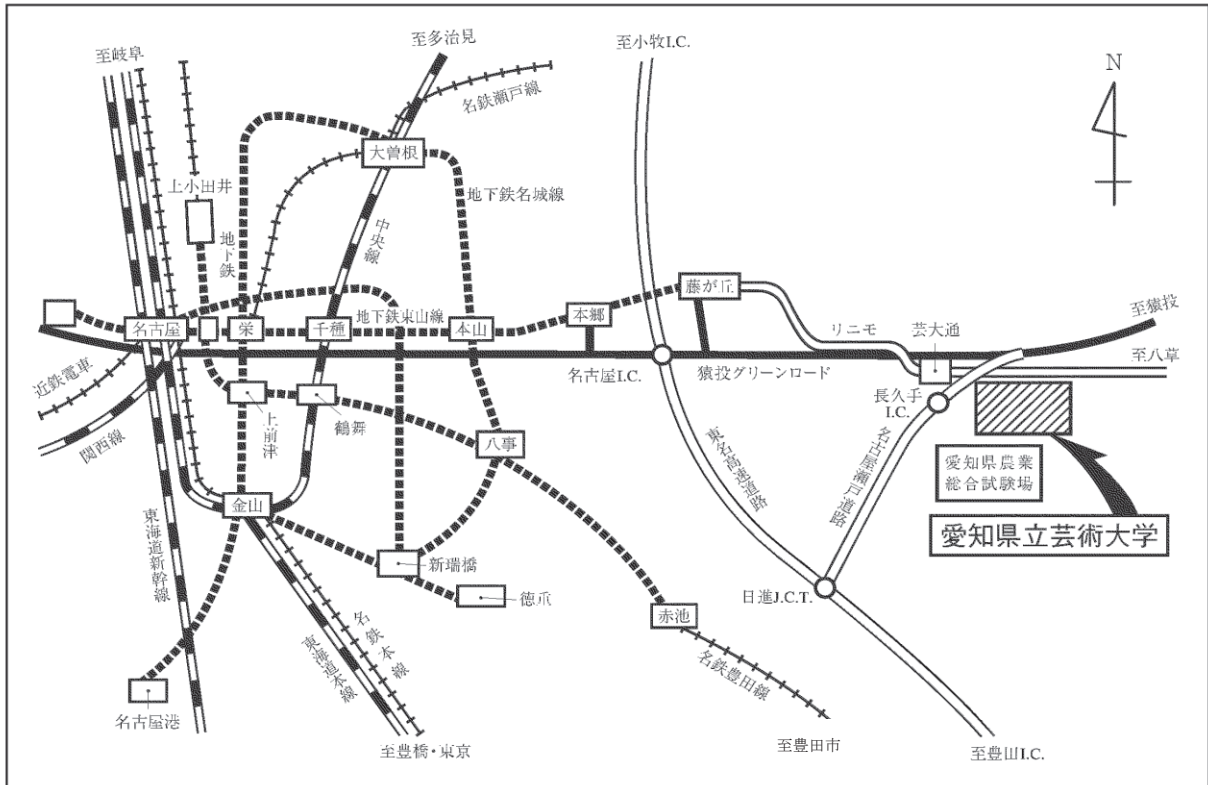 至岐阜
至多治見
至小牧I.C.
N
名鉄瀬戸線
大曽根
上小田井
地下鉄名城線
地下鉄
中央線
藤が丘
本郷
至猿投
名古屋
栄
千種
地下鉄東山線
本山
リニモ
芸大通
至八草
名古屋I.C.
猿投グリーンロード
近鉄電車
関西線
上前津
鶴舞
長久手
I.C.
八事
東名高速道路
名古屋瀬戸道路
愛知県農業
総合試験場
金山
愛知県立芸術大学
東海道新幹線
新瑞橋
日進J.C.T.
徳重
赤池
名鉄本線
東海道本線
名鉄豊田線
名古屋港
至豊橋・東京
至豊田市
至豊山I.C.